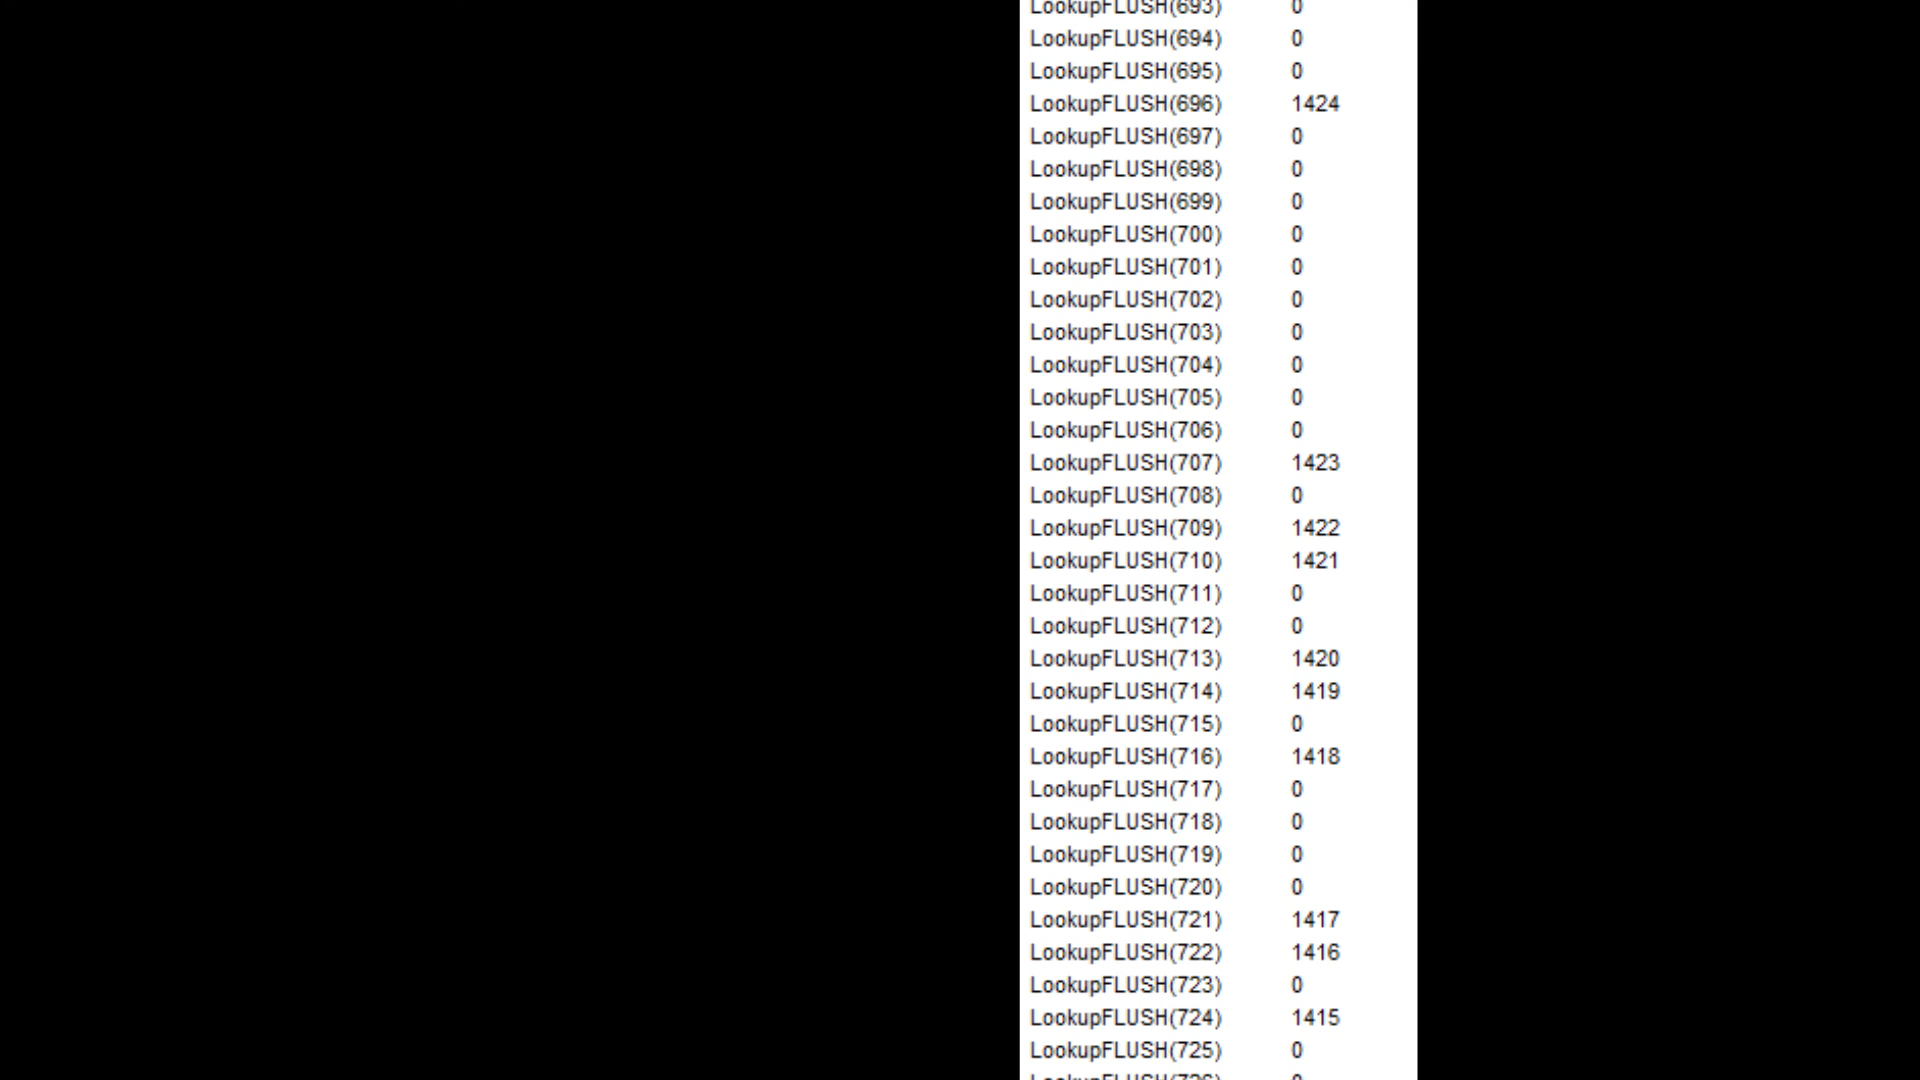 LookupFLUSH(693) 0
LookupFLUSH(694) 0
LookupFLUSH(695) 0
LookupFLUSH(696) 1424
LookupFLUSH(697) 0
LookupFLUSH(698) 0
LookupFLUSH(699) 0
LookupFLUSH(700) 0
LookupFLUSH(701) 0
LookupFLUSH(702) 0
LookupFLUSH(703) 0
LookupFLUSH(704) 0
LookupFLUSH(705) 0
LookupFLUSH(706) 0
LookupFLUSH(707) 1423
LookupFLUSH(708) 0
LookupFLUSH(709) 1422
LookupFLUSH(710) 1421
LookupFLUSH(711) 0
LookupFLUSH(712) 0
LookupFLUSH(713) 1420
LookupFLUSH(714) 1419
LookupFLUSH(715) 0
LookupFLUSH(716) 1418
LookupFLUSH(717) 0
LookupFLUSH(718) 0
LookupFLUSH(719) 0
LookupFLUSH(720) 0
LookupFLUSH(721) 1417
LookupFLUSH(722) 1416
LookupFLUSH(723) 0
LookupFLUSH(724) 1415
LookupFLUSH(725) 0